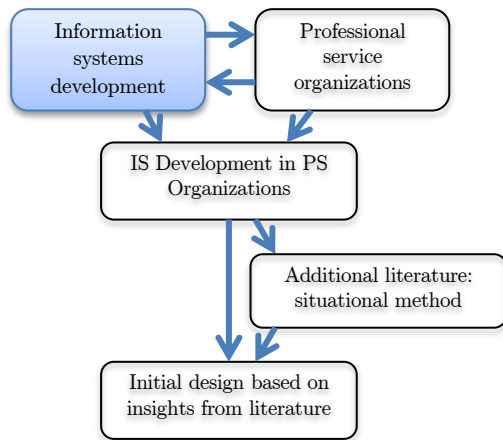 Information
systems
development
Professional
service
organizations
IS Development in PS
Organizations
Additional literature:
situational method
Initial design based on
insights from literature